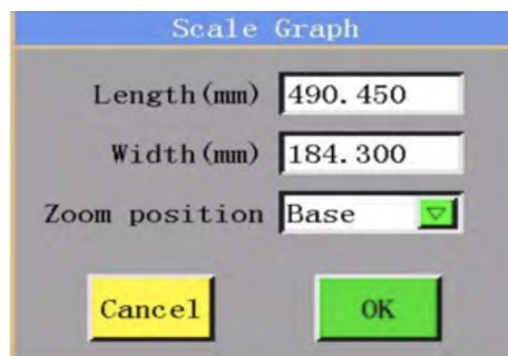 Scale Graph
Length(mm) 490.450
Width(mm) 184.300
Zoom position Base
Cancel OK